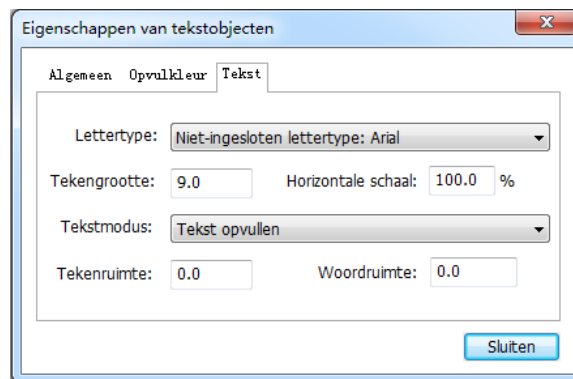 Eigenschappen van tekstobjecten
Algemeen Opvulkleur Tekst
Lettertype: Niet-ingesloten lettertype: Arial
Tekengrootte: 9.0 Horizontale schaal: 100.0 %
Tekstmodus: Tekst opvullen
Tekenruimte: 0.0 Woordruimte: 0.0
Sluiten